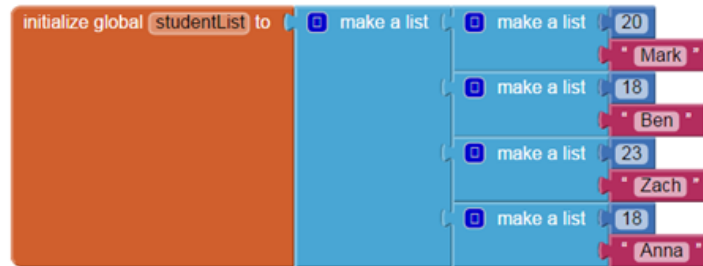 initialize global studentList to make a list make a list 20
" Mark "
make a list 18
" Ben "
make a list 23
" Zach "
make a list 18
" Anna "